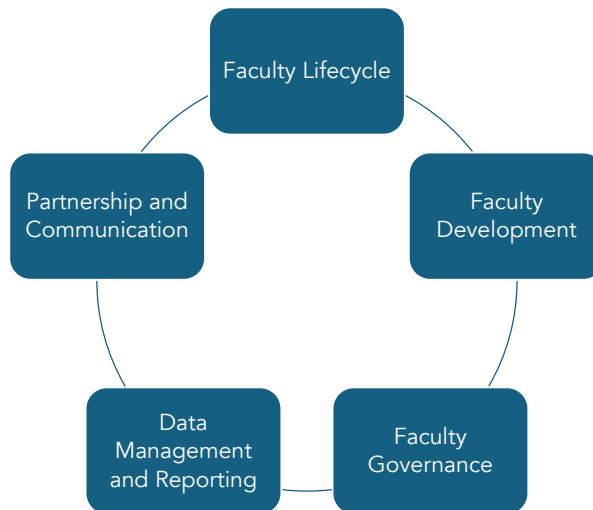 Faculty Lifecycle
Faculty
Development
Faculty
Governance
Data
Management
and Reporting
Partnership and
Communication